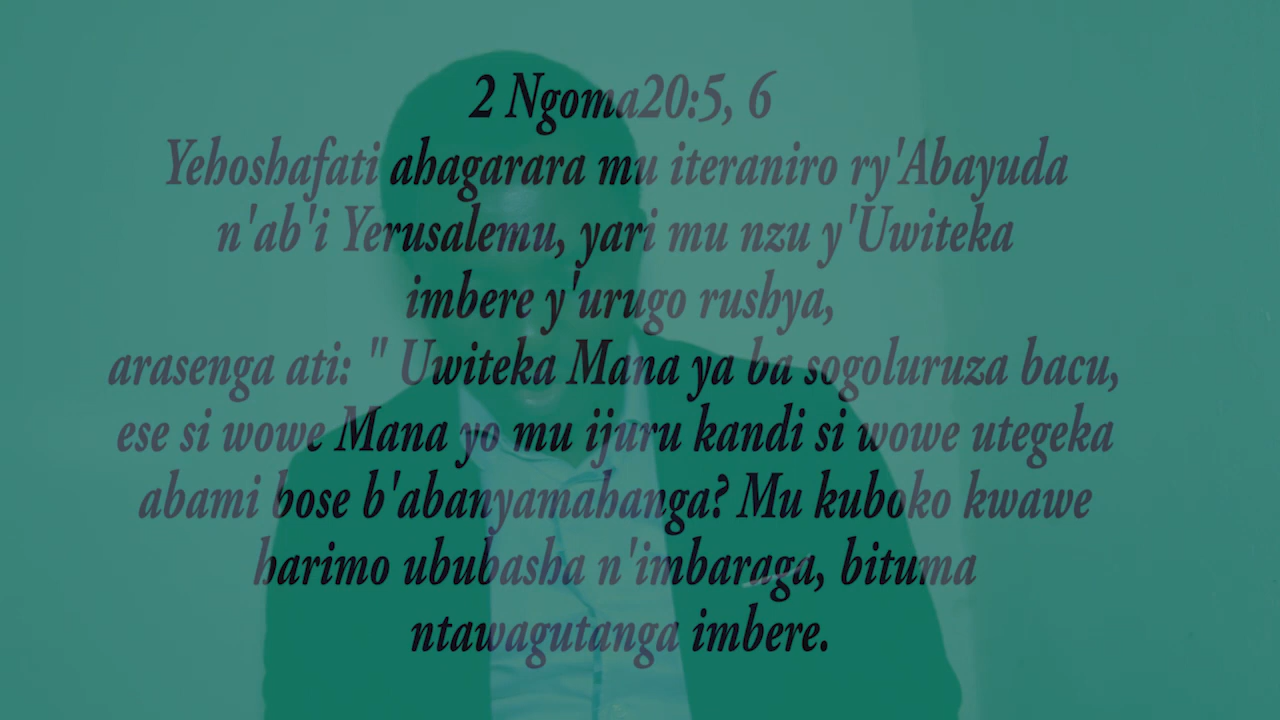 2 Ngoma20:5, 6
Yehoshafati ahagarara mu iteraniro ry'Abayuda
n'ab'i Yerusalemu, yari mu nzu y'Uwiteka
imbere y'urugo rushya,
arasenga ati: " Uwiteka Mana ya ba sogoluruza bacu,
ese si wowe Mana yo mu ijuru kandi si wowe utegeka
abami bose b'abanyamahanga? Mu kuboko kwawe
harimo ububasha n'imbaraga, bituma
ntawagutanga imbere.